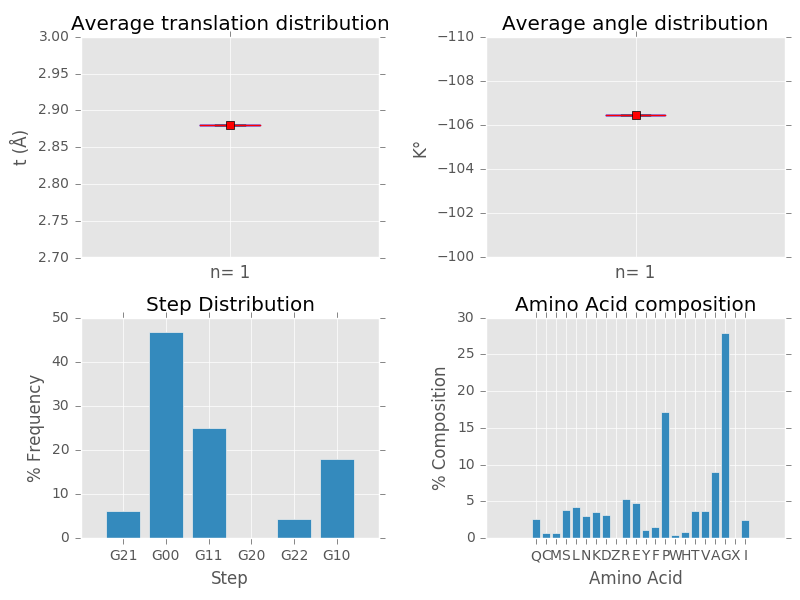 Average translation distribution
3.00
2.95
2.90
2.85
2.80
2.75
2.70
t (Å)
n= 1
Average angle distribution
−110
−108
−106
−104
−102
−100
K°
n= 1
Step Distribution
50
40
30
20
10
0
% Frequency
G21 G00 G11 G20 G22 G10
Step
Amino Acid composition
30
25
20
15
10
5
0
% Composition
Q C M S L N K D Z R E Y F P W H T V A G X I
Amino Acid